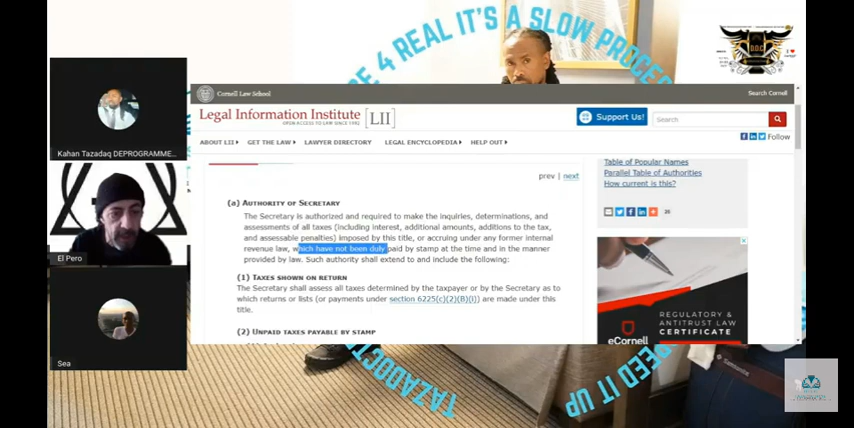 E 4 REAL IT'S A SLOW PROCE
D.O.C
Cornell Law School
Search Cornell
Legal Information Institute [LII]
OPEN ACCESS TO LAW SINCE 1992
Support Us!
Search
ABOUT LII
GET THE LAW
LAWYER DIRECTORY
LEGAL ENCYCLOPEDIA
HELP OUT
Follow
prev | next
(a) AUTHORITY OF SECRETARY
The Secretary is authorized and required to make the inquiries, determinations, and
assessments of all taxes (including interest, additional amounts, additions to the tax,
and assessable penalties) imposed by this title, or accruing under any former internal
revenue law, which have not been duly paid by stamp at the time and in the manner
provided by law. Such authority shall extend to and include the following:
(1) TAXES SHOWN ON RETURN
The Secretary shall assess all taxes determined by the taxpayer or by the Secretary as to
which returns or lists (or payments under section 6225(c)(2)(B)(i)) are made under this
title.
(2) UNPAID TAXES PAYABLE BY STAMP
Table of Popular Names
Parallel Table of Authorities
How current is this?
REGULATORY &
ANTITRUST LAW
CERTIFICATE
eCornell
Kahan Tazadaq DEPROGRAMME...
El Pero
Sea
TAZADOCT
PEED IT UP